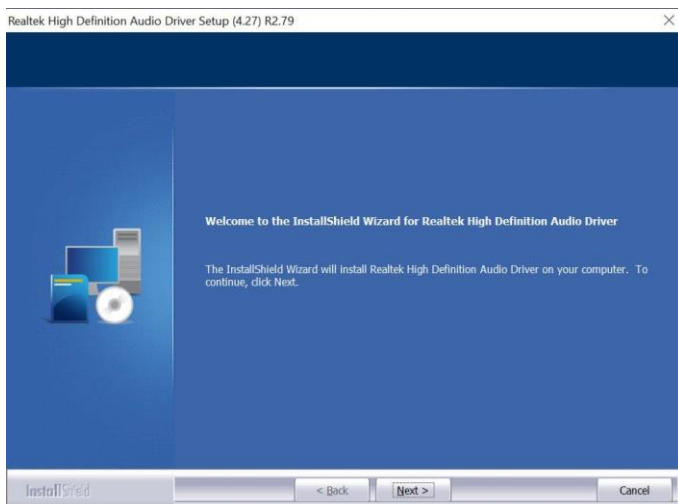 Realtek High Definition Audio Driver Setup (4.27) R2.79
Welcome to the InstallShield Wizard for Realtek High Definition Audio Driver
The InstallShield Wizard will install Realtek High Definition Audio Driver on your computer. To
continue, click Next.
InstallShield
< Back
Next >
Cancel